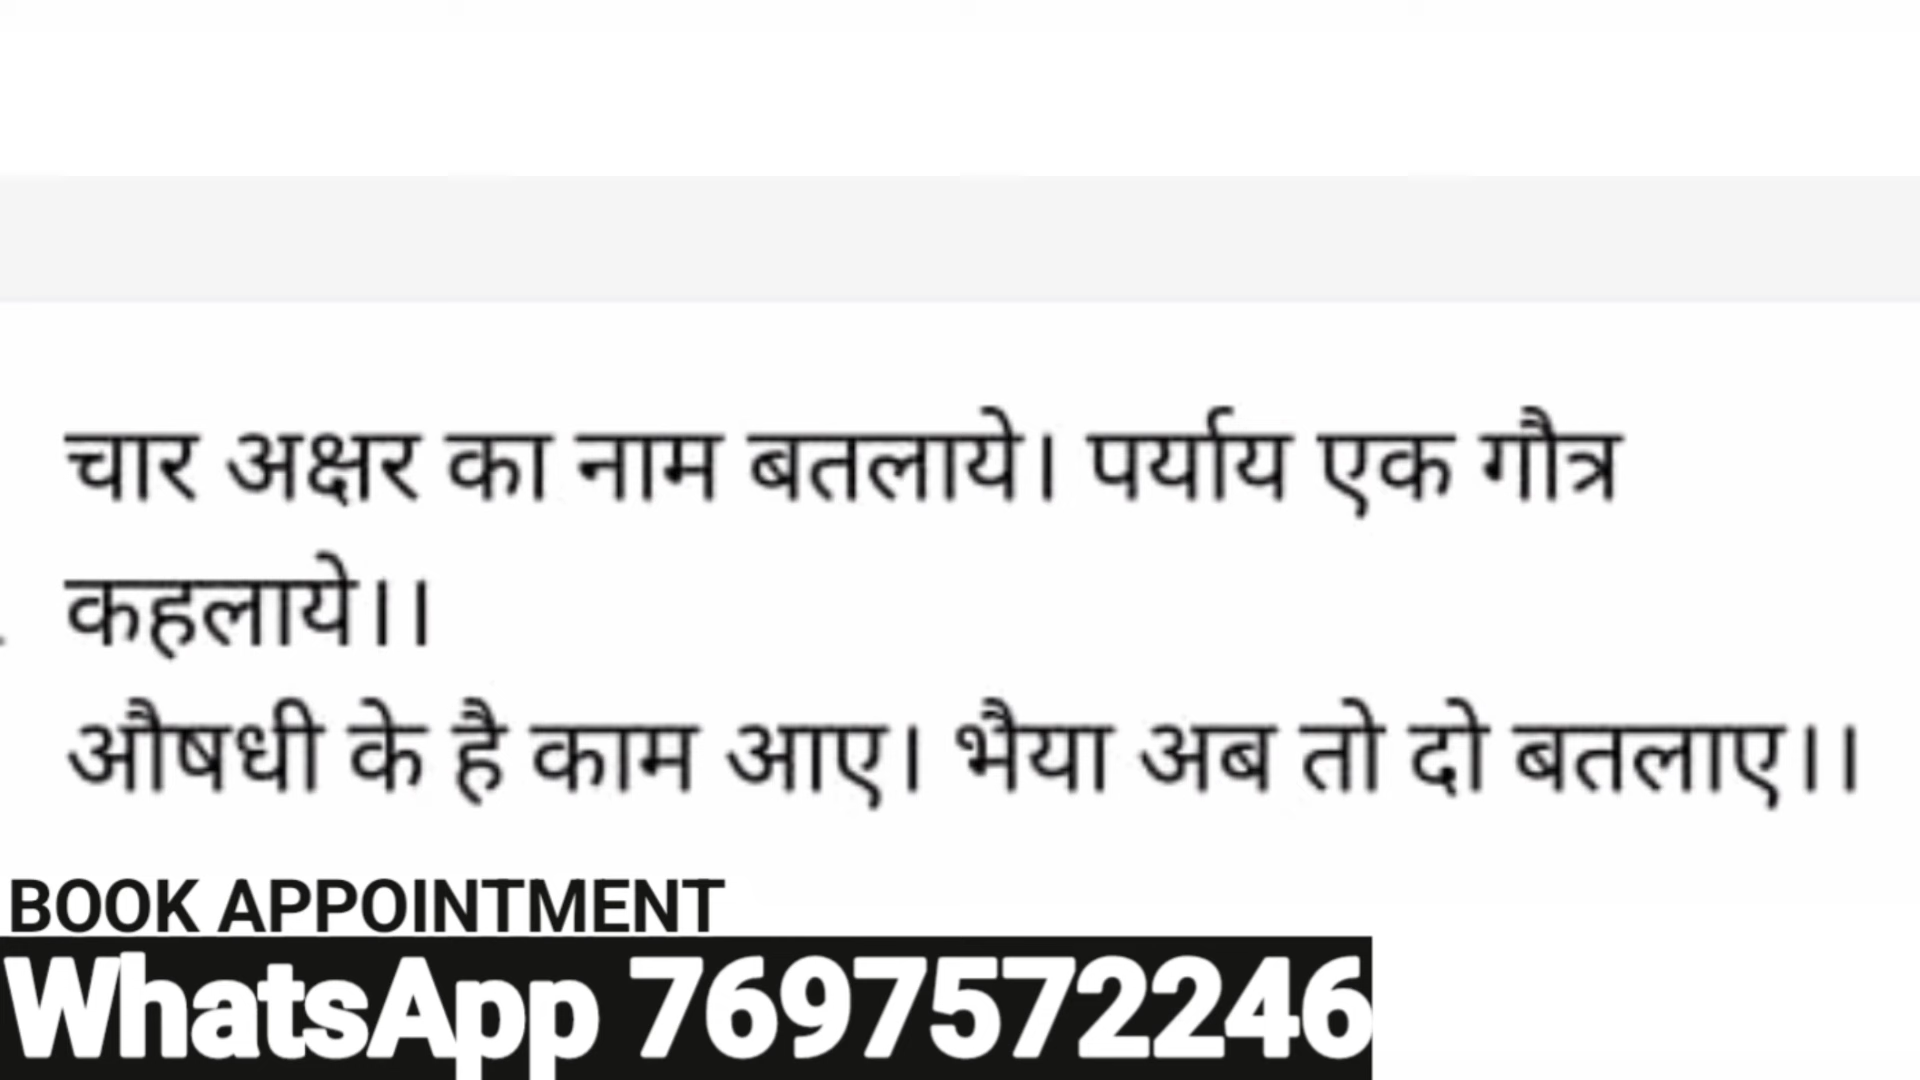 चार अक्षर का नाम बतलाये। पर्याय एक गौत्र
कहलाये।।
औषधी के है काम आए। भैया अब तो दो बतलाए।।
BOOK APPOINTMENT
WhatsApp 7697572246